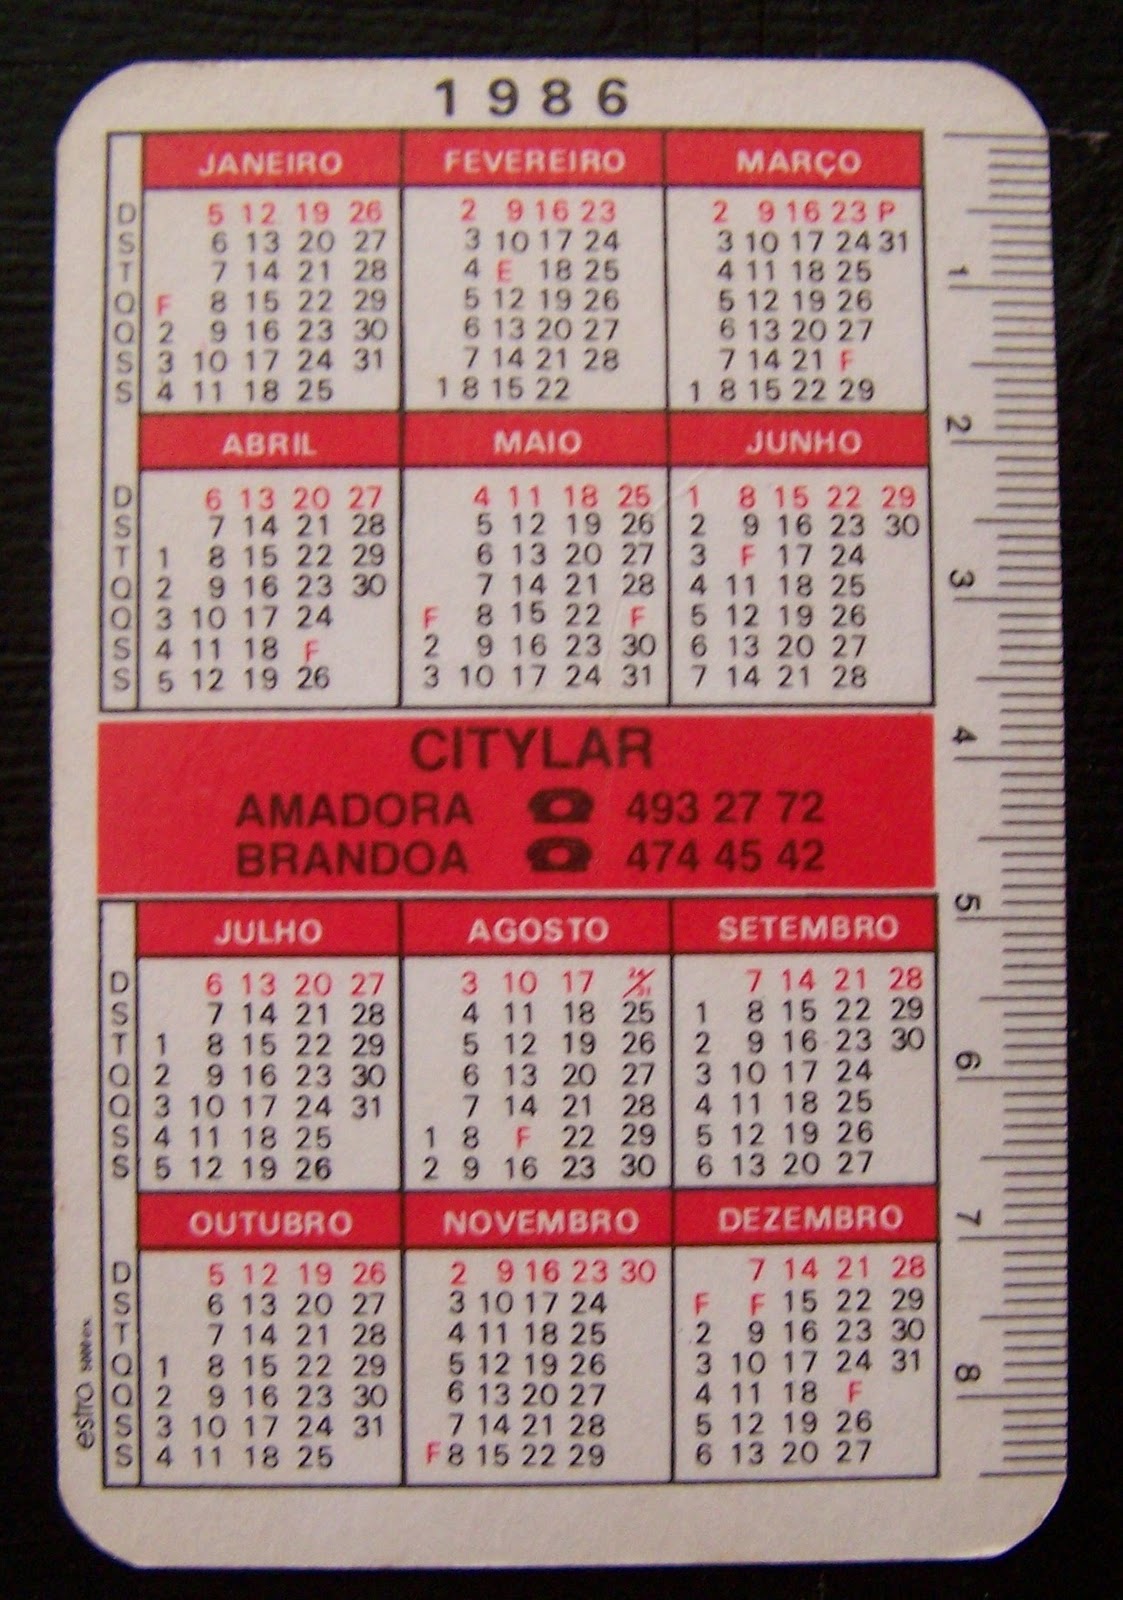 1986
JANEIRO FEVEREIRO MARÇO
D 5 12 19 26 2 9 16 23 2 9 16 23 P
S 6 13 20 27 3 10 17 24 3 10 17 24 31
T 7 14 21 28 4 E 18 25 4 11 18 25
Q F 8 15 22 29 5 12 19 26 5 12 19 26
Q 2 9 16 23 30 6 13 20 27 6 13 20 27
S 3 10 17 24 31 7 14 21 28 7 14 21 F
S 4 11 18 25 1 8 15 22 1 8 15 22 29
ABRIL MAIO JUNHO
D 6 13 20 27 4 11 18 25 1 8 15 22 29
S 7 14 21 28 5 12 19 26 2 9 16 23 30
T 1 8 15 22 29 6 13 20 27 3 F 17 24
Q 2 9 16 23 30 7 14 21 28 4 11 18 25
Q 3 10 17 24 F 8 15 22 F 5 12 19 26
S 4 11 18 F 2 9 16 23 30 6 13 20 27
S 5 12 19 26 3 10 17 24 31 7 14 21 28
CITYLAR
AMADORA ☎ 493 27 72
BRANDOA ☎ 474 45 42
JULHO AGOSTO SETEMBRO
D 6 13 20 27 3 10 17 24/31 7 14 21 28
S 7 14 21 28 4 11 18 25 1 8 15 22 29
T 1 8 15 22 29 5 12 19 26 2 9 16 23 30
Q 2 9 16 23 30 6 13 20 27 3 10 17 24
Q 3 10 17 24 31 7 14 21 28 4 11 18 25
S 4 11 18 25 1 8 F 22 29 5 12 19 26
S 5 12 19 26 2 9 16 23 30 6 13 20 27
OUTUBRO NOVEMBRO DEZEMBRO
D 5 12 19 26 2 9 16 23 30 7 14 21 28
S 6 13 20 27 3 10 17 24 F F 15 22 29
T 7 14 21 28 4 11 18 25 2 9 16 23 30
Q 1 8 15 22 29 5 12 19 26 3 10 17 24 31
Q 2 9 16 23 30 6 13 20 27 4 11 18 F
S 3 10 17 24 31 7 14 21 28 5 12 19 26
S 4 11 18 25 F 8 15 22 29 6 13 20 27
estro 5000 ex.
1
2
3
4
5
6
7
8